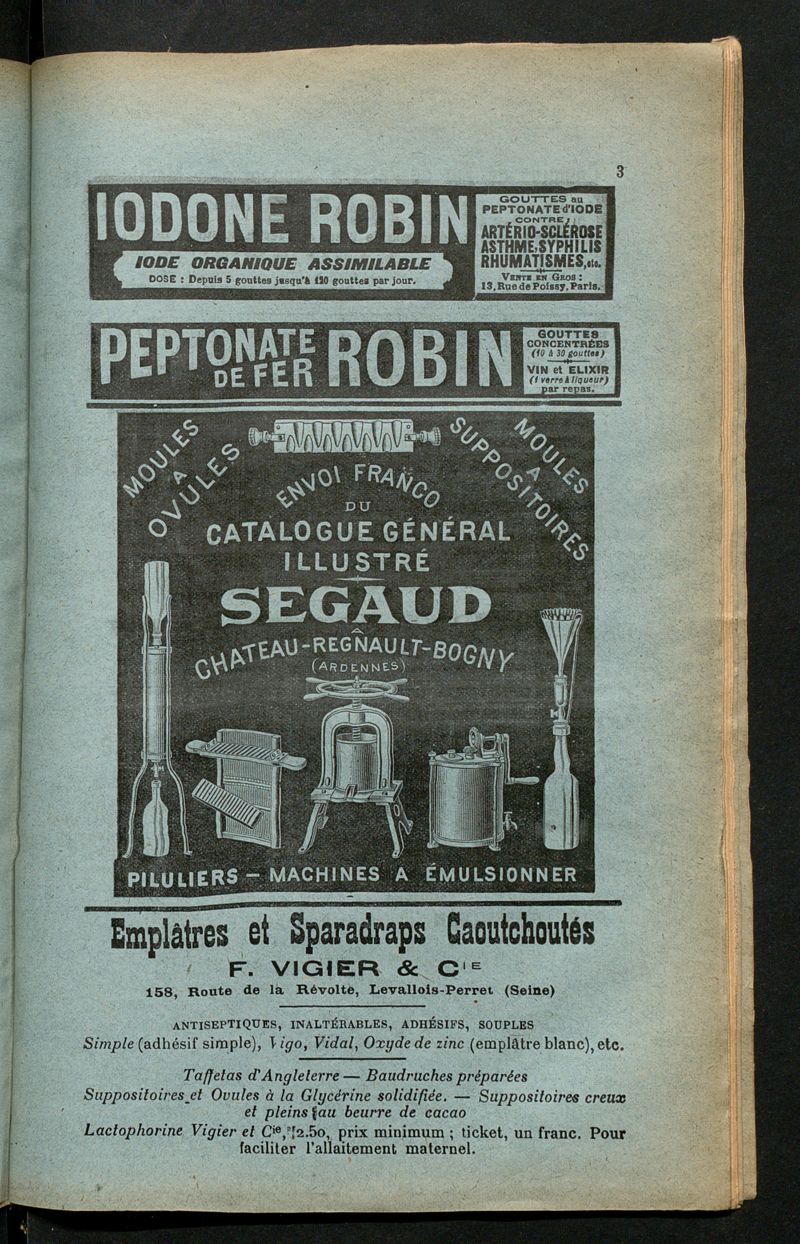 3
IODONE ROBIN
IODE ORGANIQUE ASSIMILABLE
DOSE : Depuis 5 gouttes jusqu'à 120 gouttes par jour.
GOUTTES au
PEPTONATE d'IODE
CONTRE :
ARTÉRIO-SCLÉROSE
ASTHME, SYPHILIS
RHUMATISMES, etc.
VENTE EN GROS :
13, Rue de Poissy, Paris.
PEPTONATE DE FER ROBIN
GOUTTES
CONCENTRÉES
(10 à 30 gouttes)
VIN et ELIXIR
(1 verre à liqueur)
par repas.
MOULES
A
OVULES
MOULES
A
SUPPOSITOIRES
ENVOI FRANCO
DU
CATALOGUE GÉNÉRAL
ILLUSTRÉ
SEGAUD
A
CHATEAU-REGNAULT-BOGNY
(ARDENNES)
PILULIERS — MACHINES A ÉMULSIONNER
Emplâtres et Sparadraps Caoutchoutés
F. VIGIER & CIE
158, Route de la Révolte, Levallois-Perret (Seine)
ANTISEPTIQUES, INALTÉRABLES, ADHÉSIFS, SOUPLES
Simple (adhésif simple), Vigo, Vidal, Oxyde de zinc (emplâtre blanc), etc.
Taffetas d'Angleterre — Baudruches préparées
Suppositoires et Ovules à la Glycérine solidifiée. — Suppositoires creux
et pleins au beurre de cacao
Lactophorine Vigier et Cie, 2.50, prix minimum ; ticket, un franc. Pour
faciliter l'allaitement maternel.